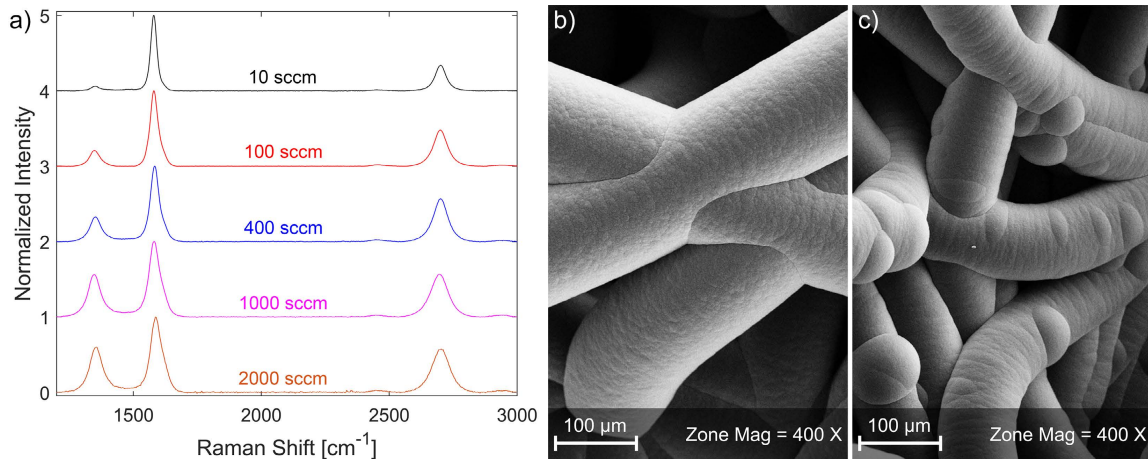 a)
Normalized Intensity
5
4
3
2
1
0
10 sccm
100 sccm
400 sccm
1000 sccm
2000 sccm
1500
2000
2500
3000
Raman Shift [cm⁻¹]
b)
100 µm
Zone Mag = 400 X
c)
100 µm
Zone Mag = 400 X